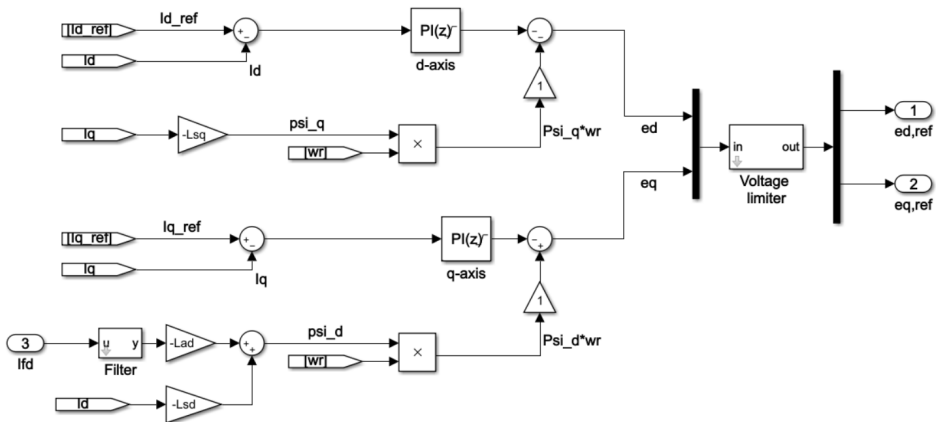 [Id_ref]
Id_ref
Id
Id
PI(z)
d-axis
1
Iq
-Lsq
psi_q
[wr]
×
Psi_q*wr
ed
eq
in out
Voltage
limiter
1
ed,ref
2
eq,ref
[Iq_ref]
Iq_ref
Iq
Iq
PI(z)
q-axis
1
3
Ifd
u y
Filter
-Lad
psi_d
[wr]
×
Psi_d*wr
Id
-Lsd